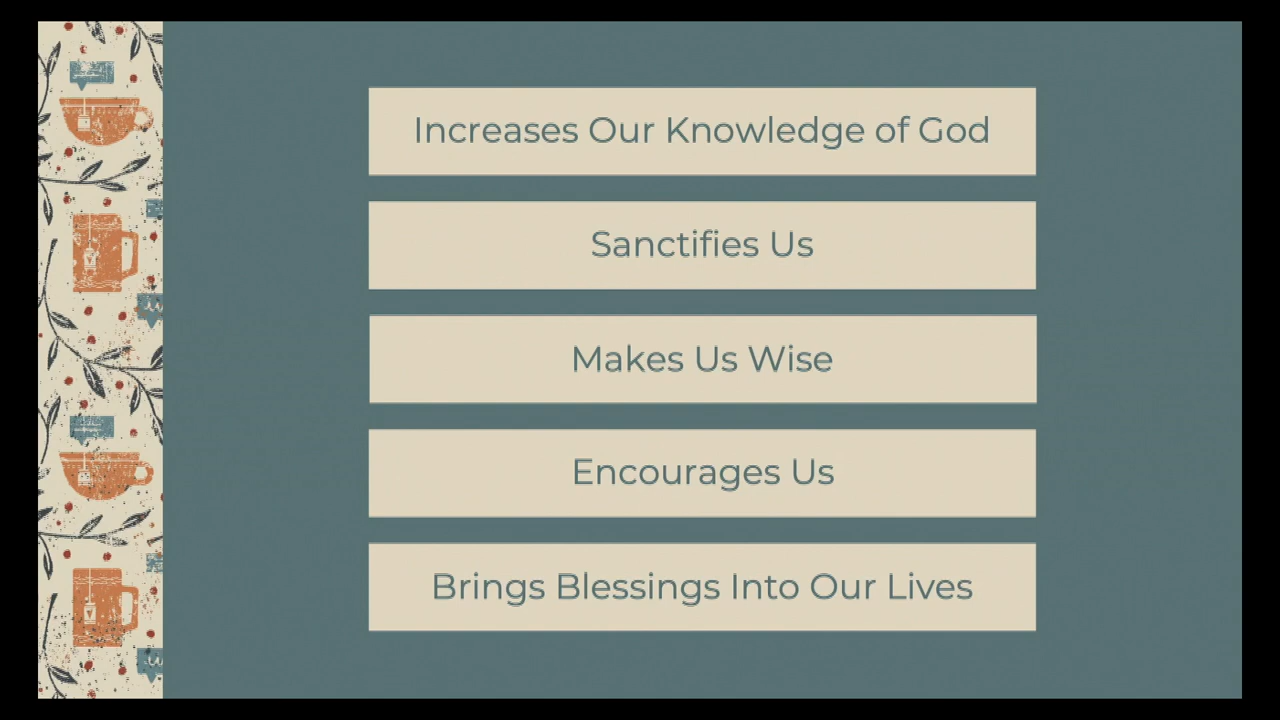 Increases Our Knowledge of God
Sanctifies Us
Makes Us Wise
Encourages Us
Brings Blessings Into Our Lives